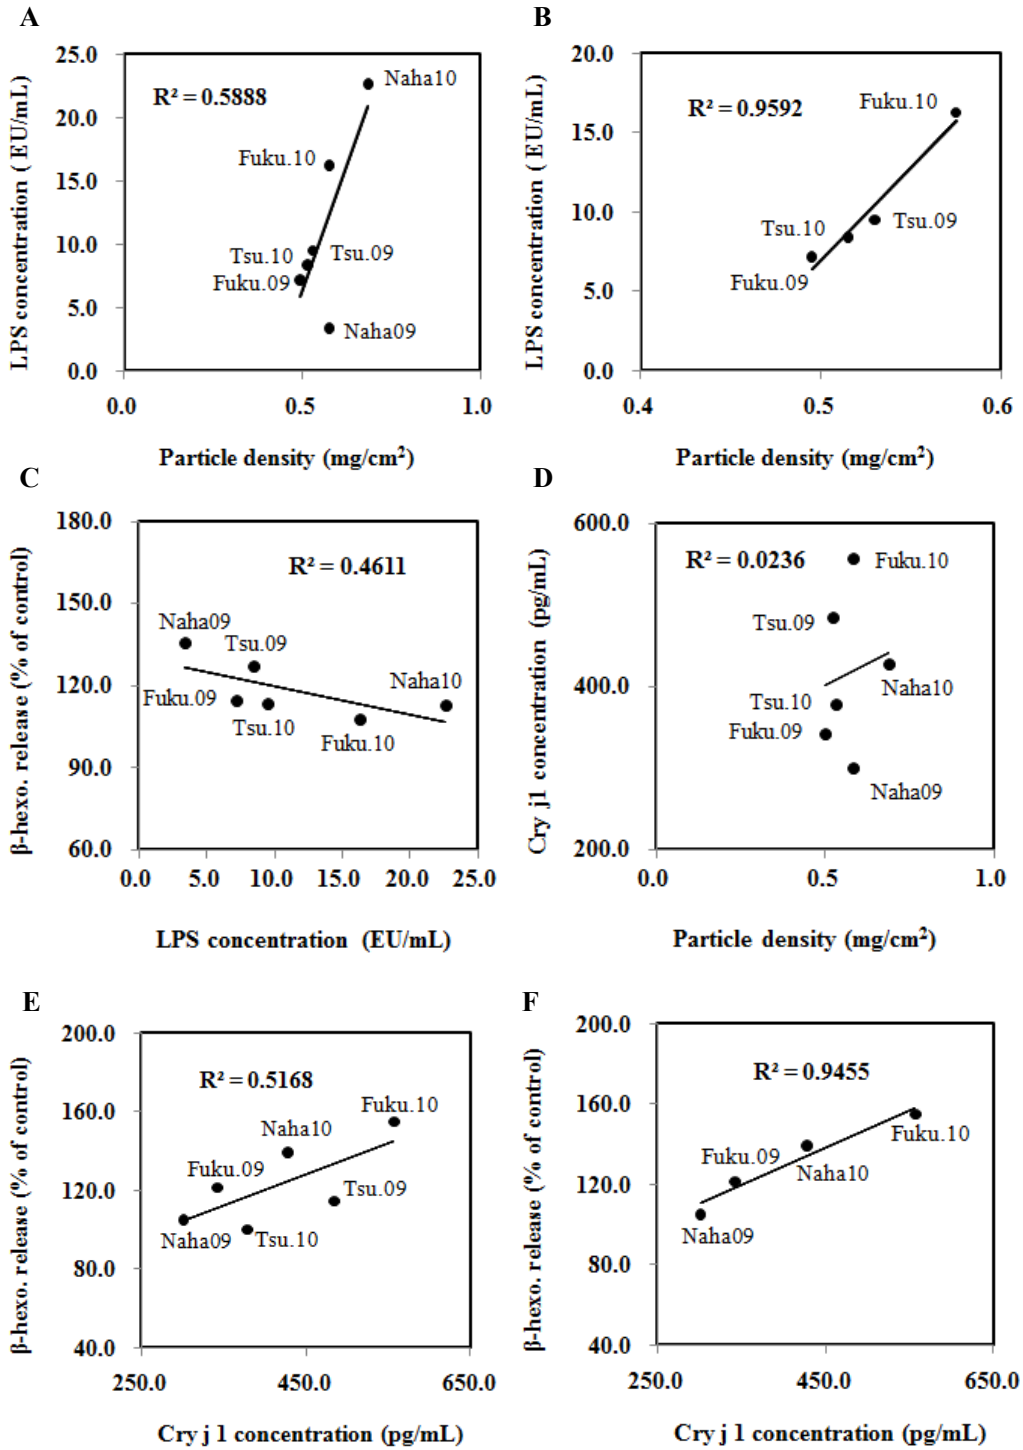 A
LPS concentration ( EU/mL)
25.0
20.0
15.0
10.0
5.0
0.0
R² = 0.5888
Naha10
Fuku.10
Tsu.10
Tsu.09
Fuku.09
Naha09
0.0 0.5 1.0
Particle density (mg/cm²)
B
LPS concentration ( EU/mL)
20.0
15.0
10.0
5.0
0.0
R² = 0.9592
Fuku.10
Tsu.10
Tsu.09
Fuku.09
0.4 0.5 0.6
Particle density (mg/cm²)
C
β-hexo. release (% of control)
180.0
150.0
120.0
90.0
60.0
R² = 0.4611
Naha09
Tsu.09
Fuku.09
Tsu.10
Naha10
Fuku.10
0.0 5.0 10.0 15.0 20.0 25.0
LPS concentration (EU/mL)
D
Cry j1 concentration (pg/mL)
600.0
400.0
200.0
R² = 0.0236
Fuku.10
Tsu.09
Naha10
Tsu.10
Fuku.09
Naha09
0.0 0.5 1.0
Particle density (mg/cm²)
E
β-hexo. release (% of control)
200.0
160.0
120.0
80.0
40.0
R² = 0.5168
Fuku.10
Naha10
Fuku.09
Tsu.09
Naha09
Tsu.10
250.0 450.0 650.0
Cry j 1 concentration (pg/mL)
F
β-hexo. release (% of control)
200.0
160.0
120.0
80.0
40.0
R² = 0.9455
Fuku.10
Fuku.09
Naha10
Naha09
250.0 450.0 650.0
Cry j 1 concentration (pg/mL)